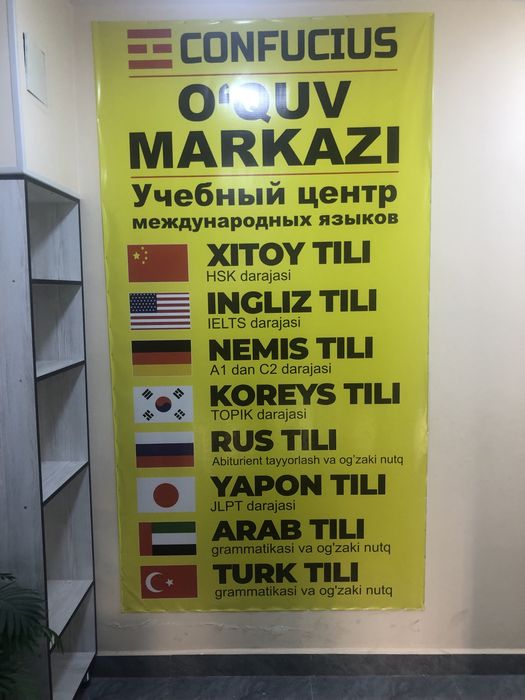 CONFUCIUS
O‘QUV
MARKAZI
Учебный центр
международных языков
XITOY TILI
HSK darajasi
INGLIZ TILI
IELTS darajasi
NEMIS TILI
A1 dan C2 darajasi
KOREYS TILI
TOPIK darajasi
RUS TILI
Abiturient tayyorlash va og'zaki nutq
YAPON TILI
JLPT darajasi
ARAB TILI
grammatikasi va og'zaki nutq
TURK TILI
grammatikasi va og'zaki nutq